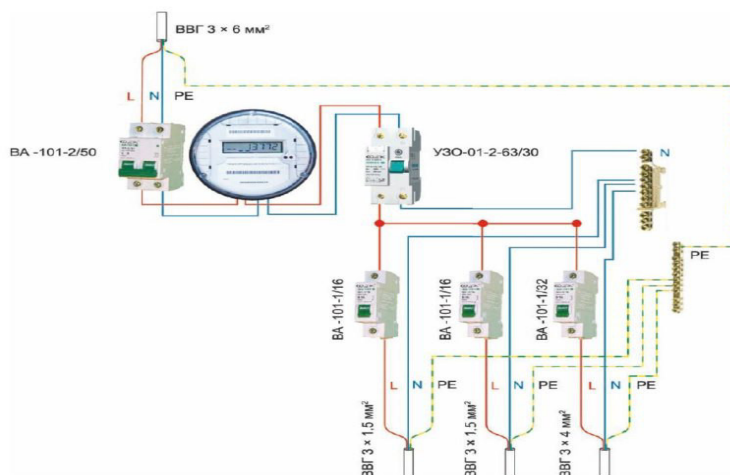 ВВГ 3 × 6 мм²
L N PE
ВА -101-2/50
3772
УЗО-01-2-63/30
N
PE
ВА -101-1/16
ВА -101-1/16
ВА -101-1/32
L N PE
L N PE
L N PE
ВВГ 3 × 1,5 мм²
ВВГ 3 × 1,5 мм²
ВВГ 3 × 4 мм²